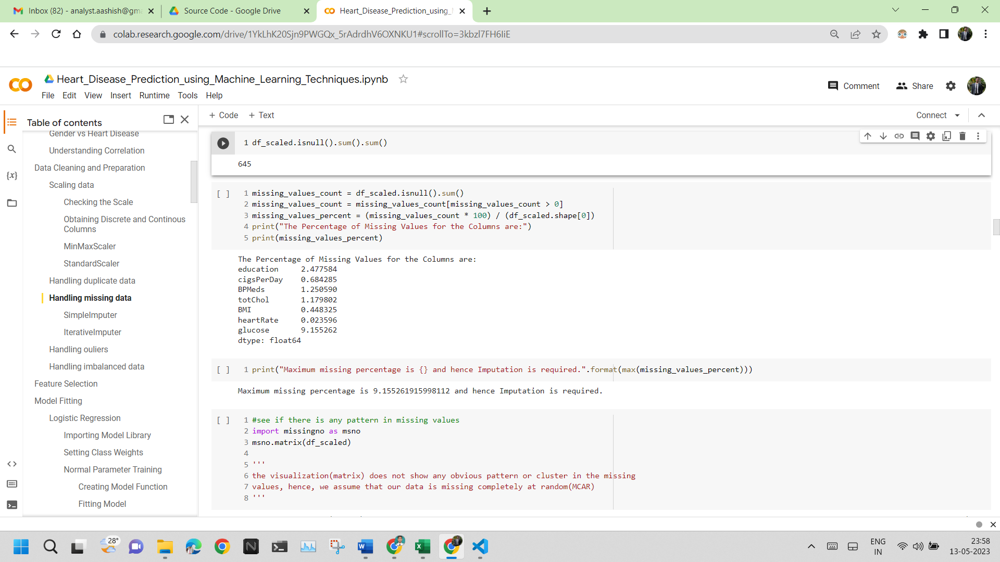 Inbox (82) - analyst.aashish@gma
Source Code - Google Drive
Heart_Disease_Prediction_using_M
colab.research.google.com/drive/1YkLhK20Sjn9PWGQx_5rAdrdhV6OXNKU1#scrollTo=3kbzl7FH6IiE
Heart_Disease_Prediction_using_Machine_Learning_Techniques.ipynb
Comment
Share
File Edit View Insert Runtime Tools Help
Table of contents
+ Code + Text
Connect
Gender vs Heart Disease
Understanding Correlation
Data Cleaning and Preparation
Scaling data
Checking the Scale
Obtaining Discrete and Continous
Columns
MinMaxScaler
StandardScaler
Handling duplicate data
Handling missing data
SimpleImputer
IterativeImputer
Handling ouliers
Handling imbalanced data
Feature Selection
Model Fitting
Logistic Regression
Importing Model Library
Setting Class Weights
Normal Parameter Training
Creating Model Function
Fitting Model
{x}
1 df_scaled.isnull().sum().sum()
645
[ ] 1 missing_values_count = df_scaled.isnull().sum()
2 missing_values_count = missing_values_count[missing_values_count > 0]
3 missing_values_percent = (missing_values_count * 100) / (df_scaled.shape[0])
4 print("The Percentage of Missing Values for the Columns are:")
5 print(missing_values_percent)
The Percentage of Missing Values for the Columns are:
education 2.477584
cigsPerDay 0.684285
BPMeds 1.250590
totChol 1.179802
BMI 0.448325
heartRate 0.023596
glucose 9.155262
dtype: float64
[ ] 1 print("Maximum missing percentage is {} and hence Imputation is required.".format(max(missing_values_percent)))
Maximum missing percentage is 9.155261915998112 and hence Imputation is required.
[ ] 1 #see if there is any pattern in missing values
2 import missingno as msno
3 msno.matrix(df_scaled)
4
5 '''
6 the visualization(matrix) does not show any obvious pattern or cluster in the missing
7 values, hence, we assume that our data is missing completely at random(MCAR)
8 '''
28°
ENG
IN
23:58
13-05-2023